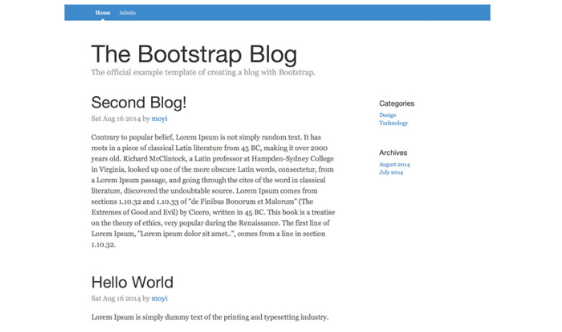 Home Admin
The Bootstrap Blog
The official example template of creating a blog with Bootstrap.
Second Blog!
Sat Aug 16 2014 by moyi
Contrary to popular belief, Lorem Ipsum is not simply random text. It has
roots in a piece of classical Latin literature from 45 BC, making it over 2000
years old. Richard McClintock, a Latin professor at Hampden-Sydney College
in Virginia, looked up one of the more obscure Latin words, consectetur, from
a Lorem Ipsum passage, and going through the cites of the word in classical
literature, discovered the undoubtable source. Lorem Ipsum comes from
sections 1.10.32 and 1.10.33 of "de Finibus Bonorum et Malorum" (The
Extremes of Good and Evil) by Cicero, written in 45 BC. This book is a treatise
on the theory of ethics, very popular during the Renaissance. The first line of
Lorem Ipsum, "Lorem ipsum dolor sit amet..", comes from a line in section
1.10.32.
Hello World
Sat Aug 16 2014 by moyi
Lorem Ipsum is simply dummy text of the printing and typesetting industry.
Categories
Design
Technology
Archives
August 2014
July 2014